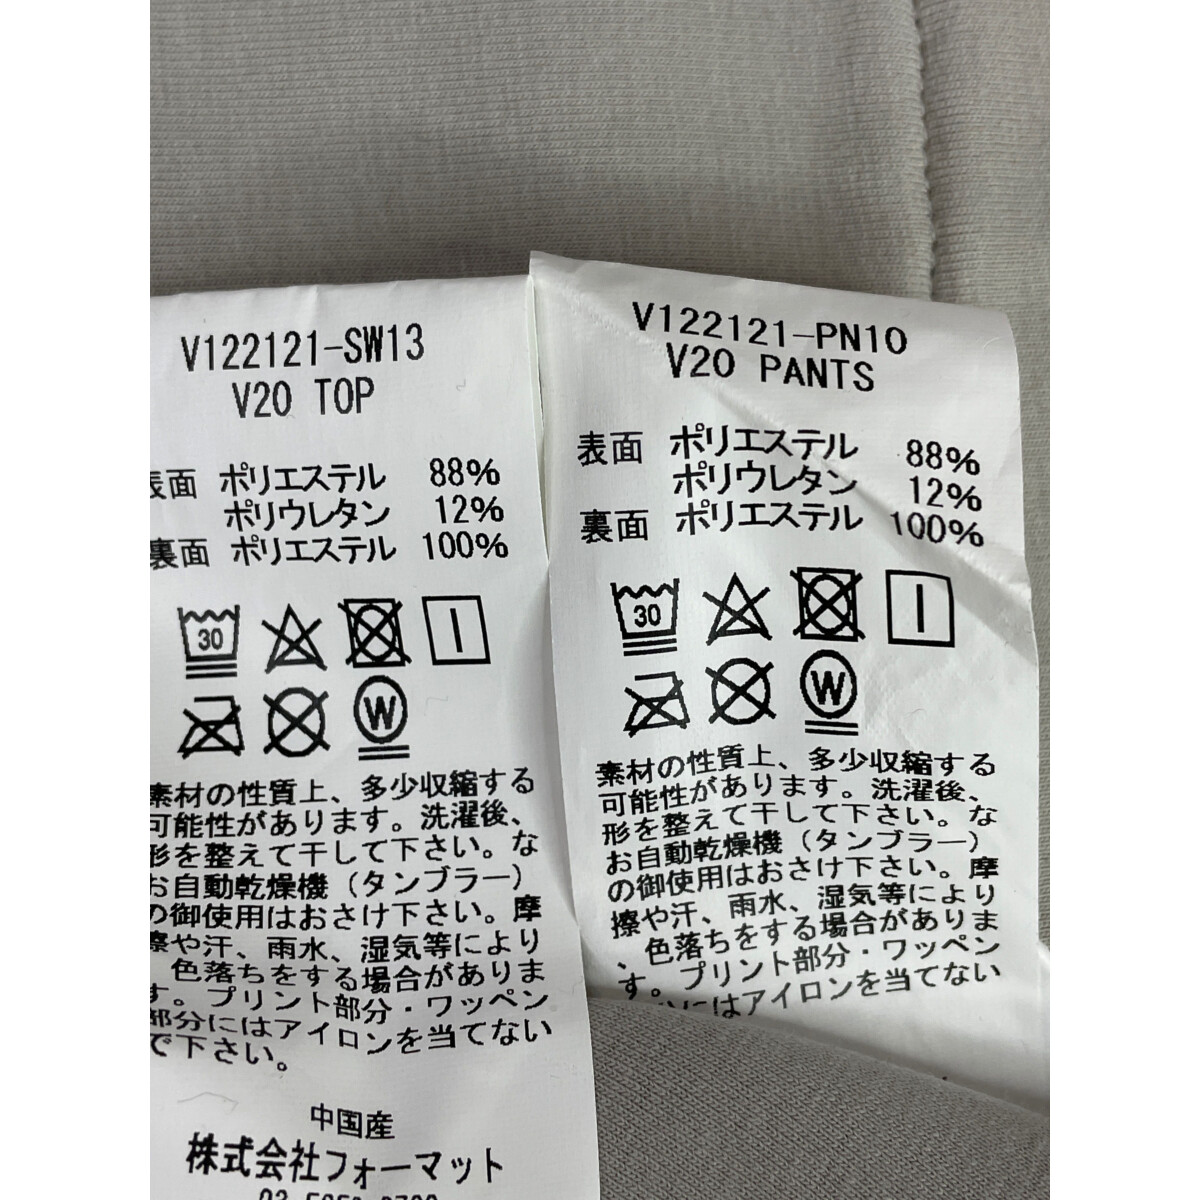 V122121-SW13
V20 TOP
表面 ポリエステル 88%
ポリウレタン 12%
裏面 ポリエステル 100%
30
W
素材の性質上、多少収縮する
可能性があります。洗濯後、
形を整えて干して下さい。な
お自動乾燥機（タンブラー）
の御使用はおさけ下さい。摩
擦や汗、雨水、湿気等により
、色落ちをする場合がありま
す。プリント部分・ワッペン
部分にはアイロンを当てない
で下さい。
中国産
株式会社フォーマット
V122121-PN10
V20 PANTS
表面 ポリエステル 88%
ポリウレタン 12%
裏面 ポリエステル 100%
30
W
素材の性質上、多少収縮する
可能性があります。洗濯後、
形を整えて干して下さい。な
お自動乾燥機（タンブラー）
の御使用はおさけ下さい。摩
擦や汗、雨水、湿気等により
、色落ちをする場合がありま
す。プリント部分・ワッペン
にはアイロンを当てない